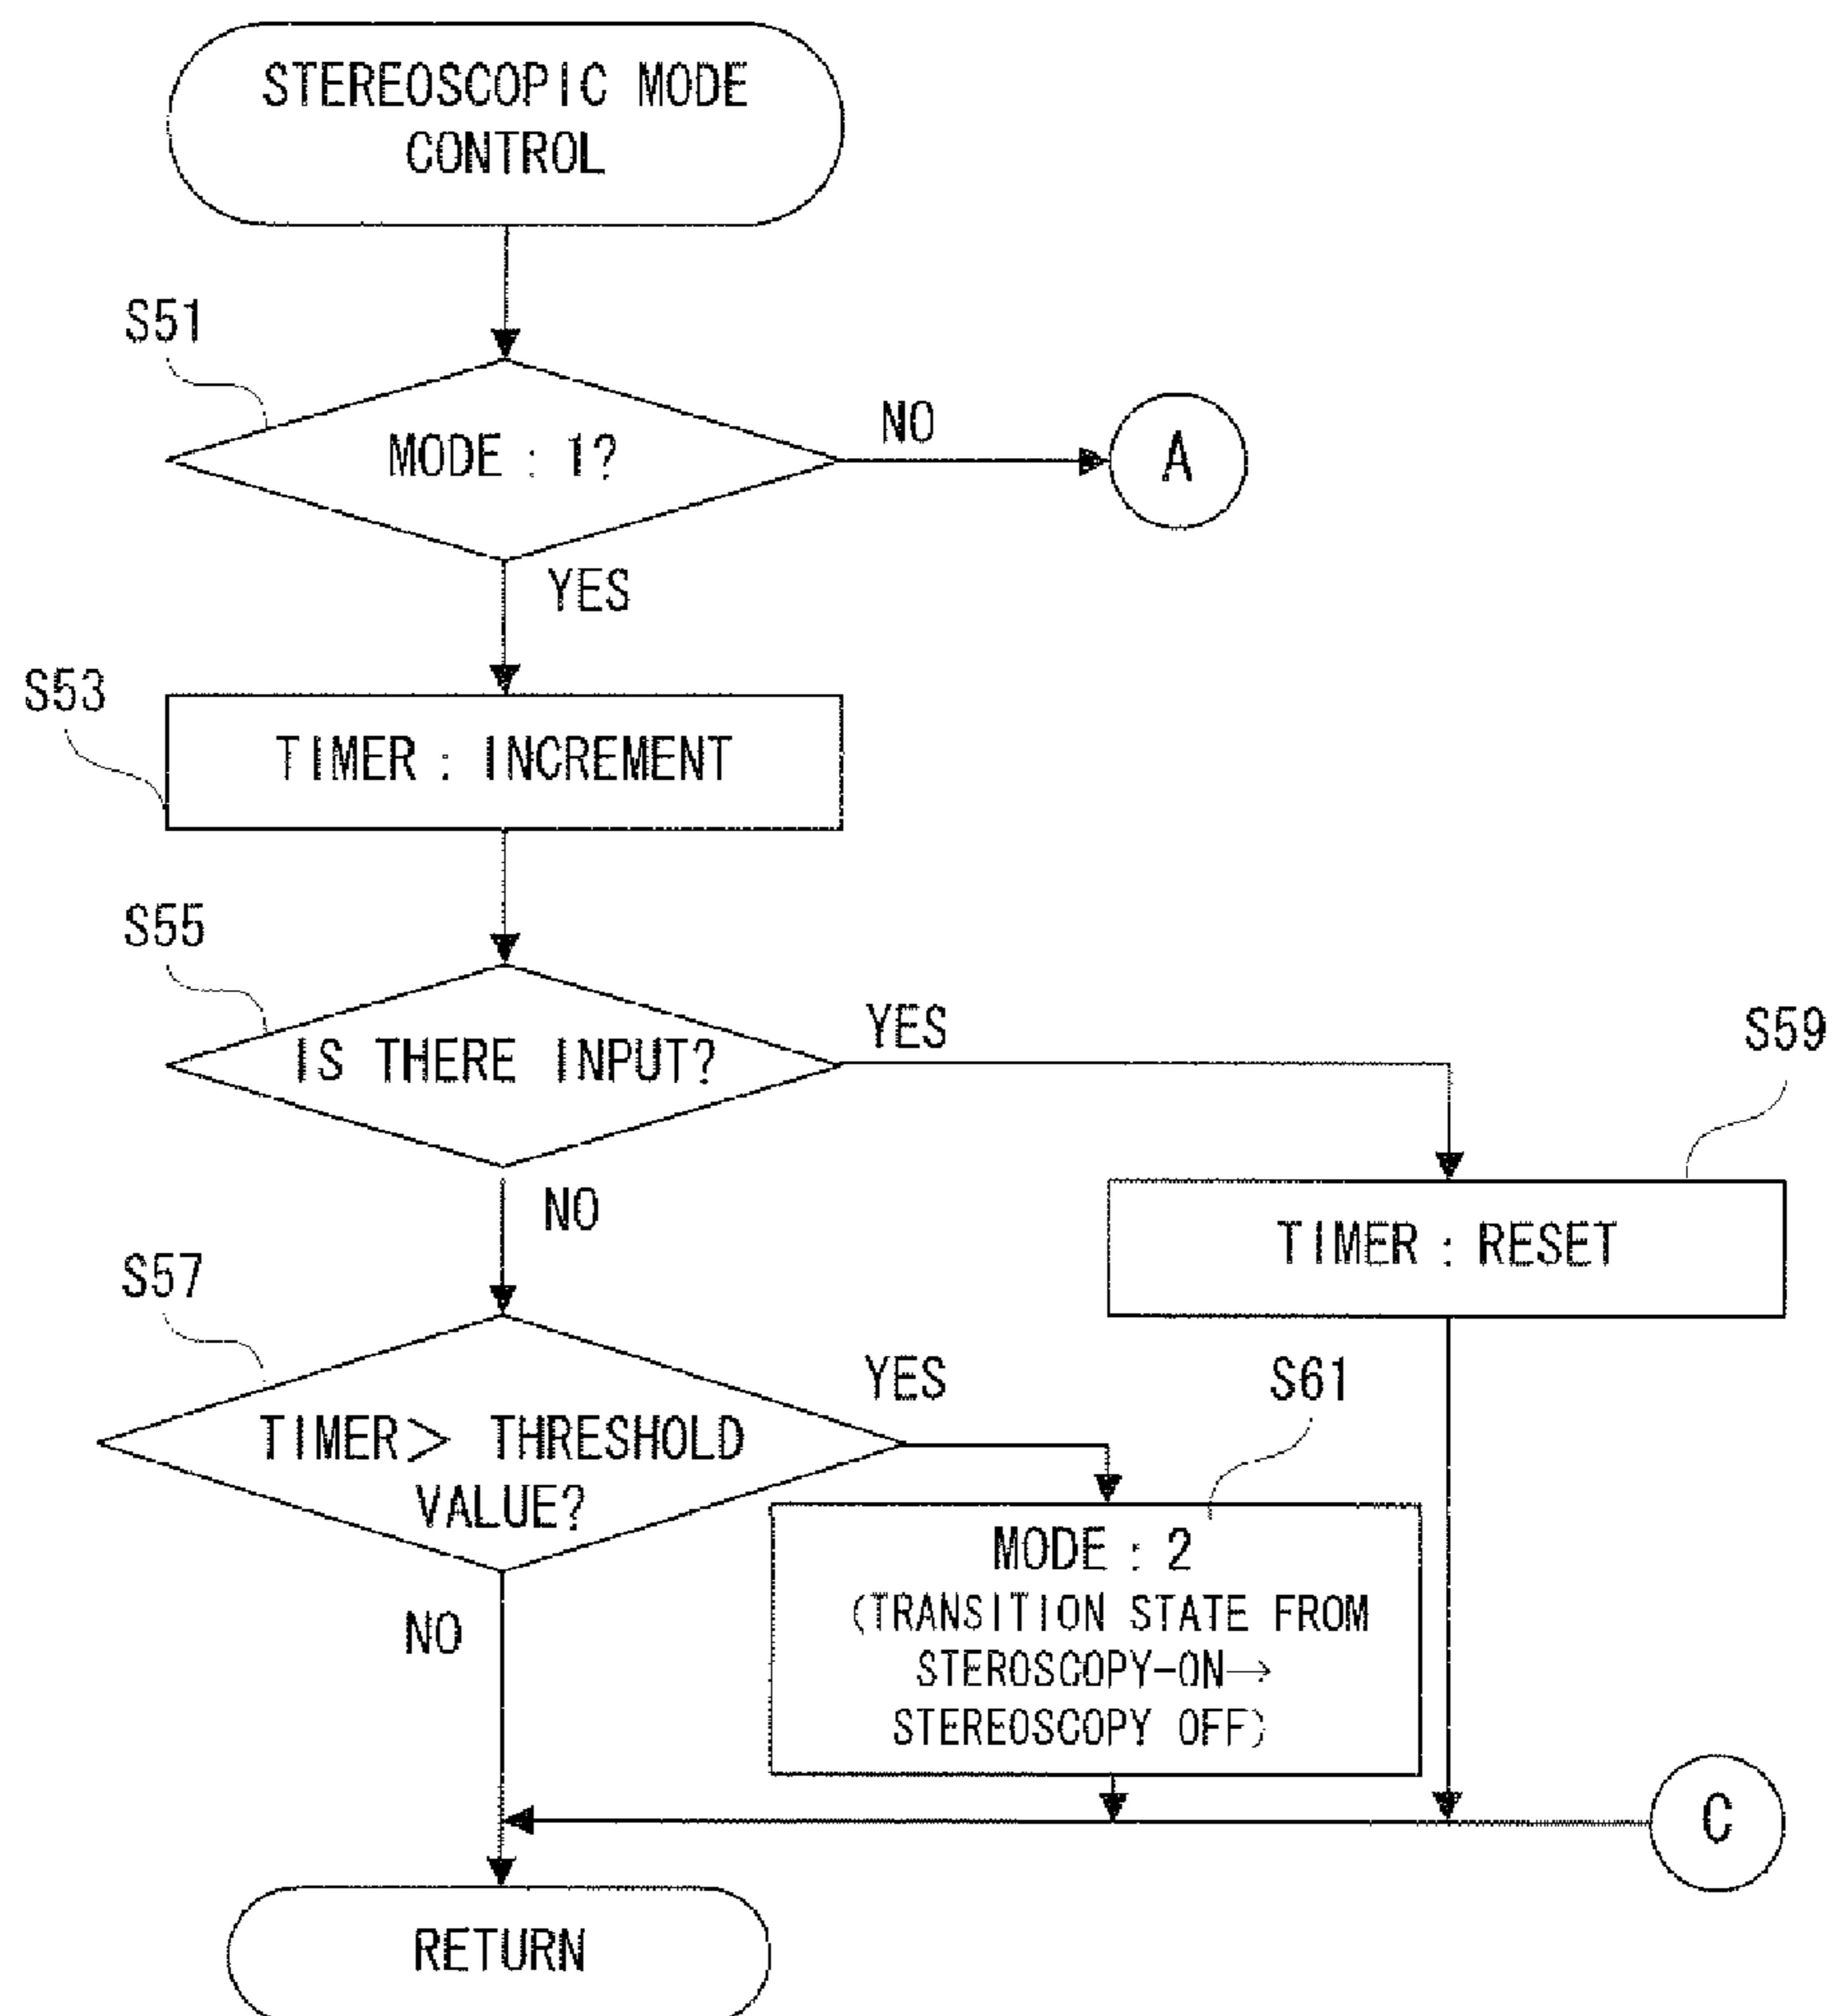 STEREOSCOPIC MODE
CONTROL
S51
MODE : 1?
NO
A
YES
S53
TIMER : INCREMENT
S55
IS THERE INPUT?
YES
S59
NO
TIMER : RESET
S57
TIMER> THRESHOLD
VALUE?
YES
S61
MODE : 2
(TRANSITION STATE FROM
STEROSCOPY-ON→
STEREOSCOPY OFF)
NO
C
RETURN